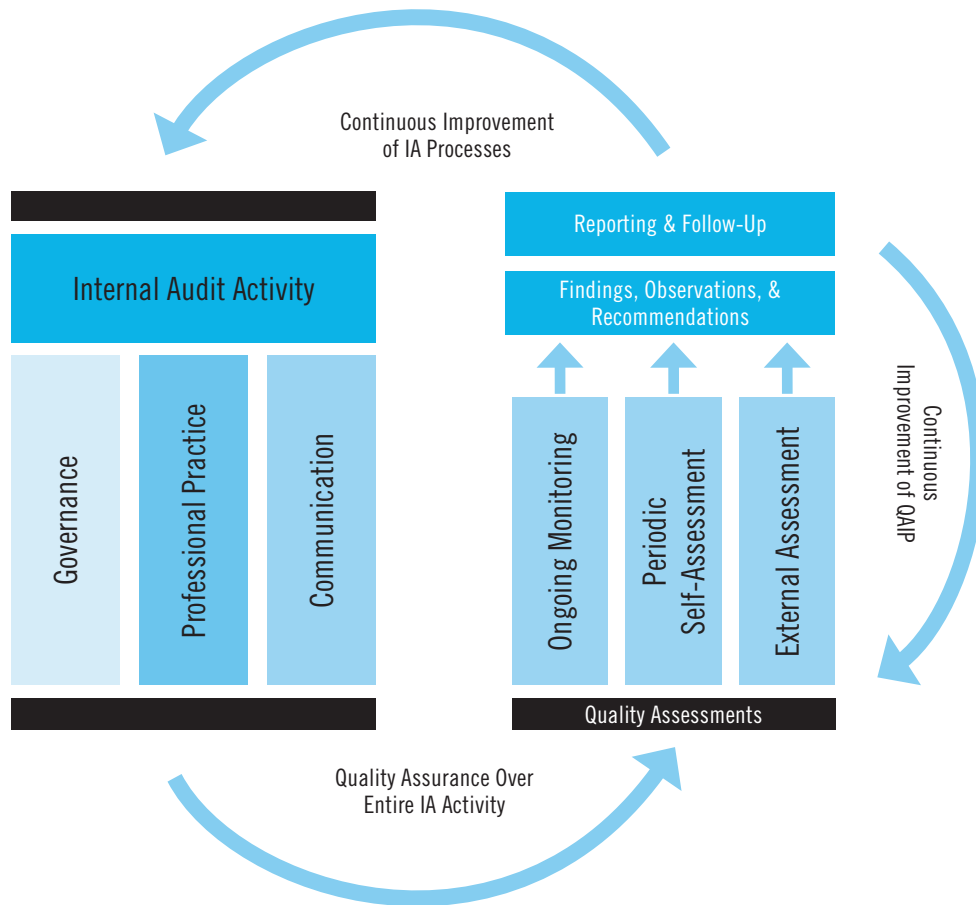 Continuous Improvement
of IA Processes
Internal Audit Activity
Governance
Professional Practice
Communication
Reporting & Follow-Up
Findings, Observations, &
Recommendations
Ongoing Monitoring
Periodic
Self-Assessment
External Assessment
Quality Assessments
Continuous
Improvement of QAIP
Quality Assurance Over
Entire IA Activity